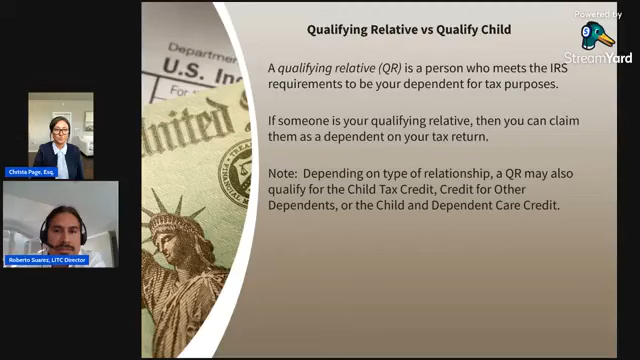 Qualifying Relative vs Qualify Child
Powered by
StreamYard
A qualifying relative (QR) is a person who meets the IRS
requirements to be your dependent for tax purposes.
If someone is your qualifying relative, then you can claim
them as a dependent on your tax return.
Note: Depending on type of relationship, a QR may also
qualify for the Child Tax Credit, Credit for Other
Dependents, or the Child and Dependent Care Credit.
Departm
U.S. In
For
United
Christa Page, Esq.
Roberto Suarez, LITC Director